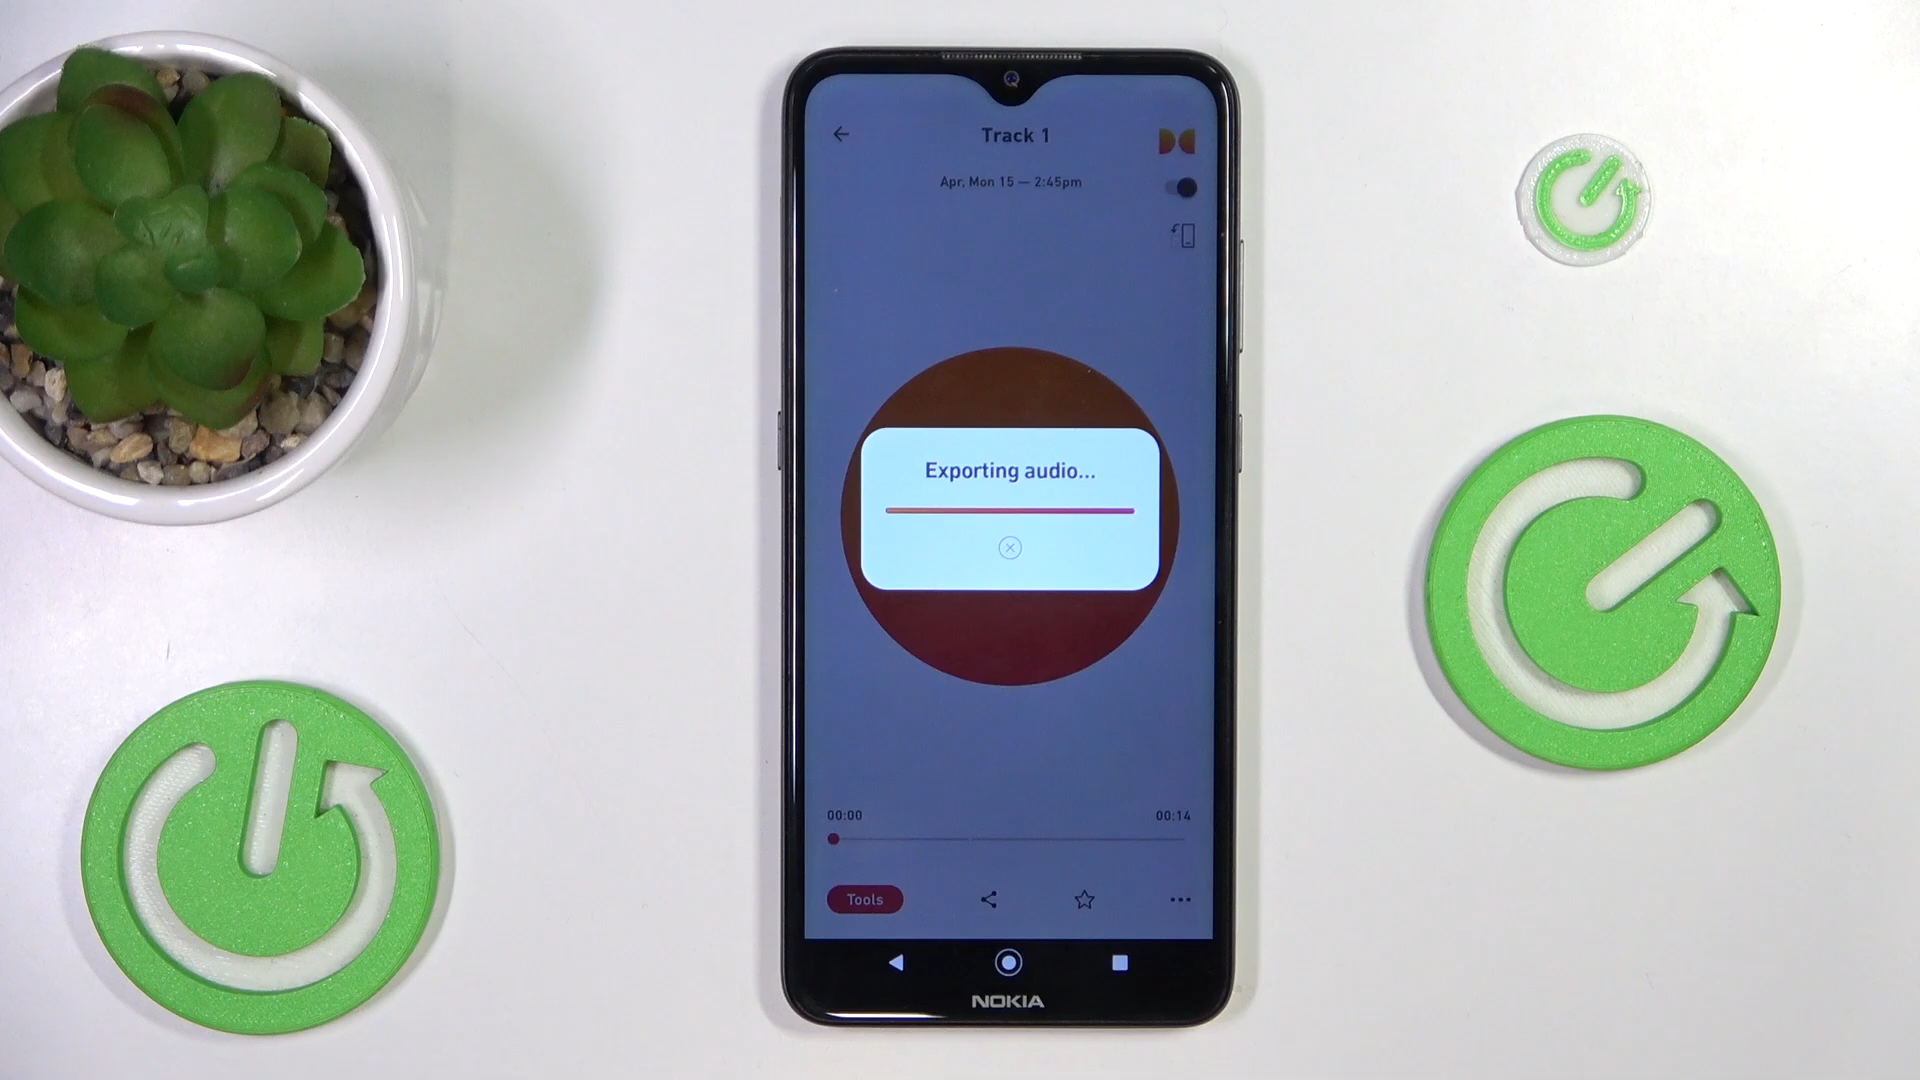 Track 1
Apr, Mon 15 — 2:45pm
Exporting audio...
00:00
00:14
Tools
NOKIA